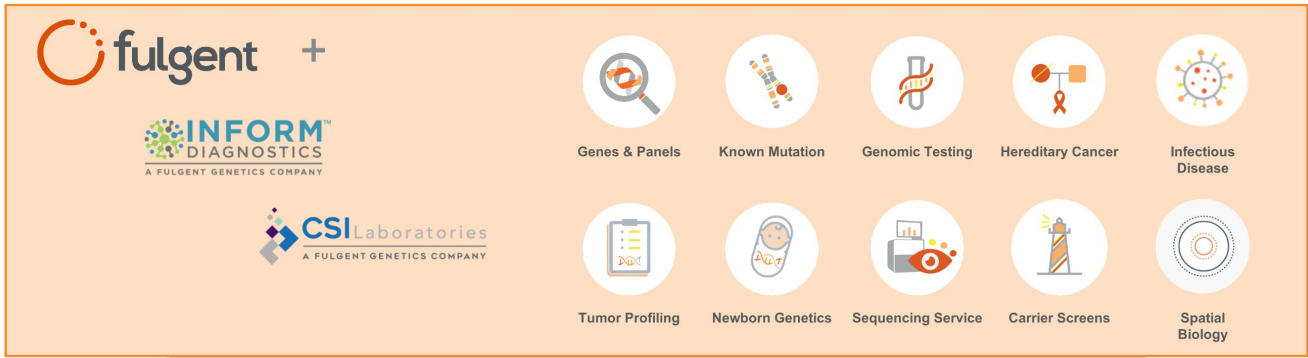 fulgent +
INFORM™
DIAGNOSTICS
A FULGENT GENETICS COMPANY
CSI Laboratories
A FULGENT GENETICS COMPANY
Genes & Panels
Known Mutation
Genomic Testing
Hereditary Cancer
Infectious
Disease
Tumor Profiling
Newborn Genetics
Sequencing Service
Carrier Screens
Spatial
Biology